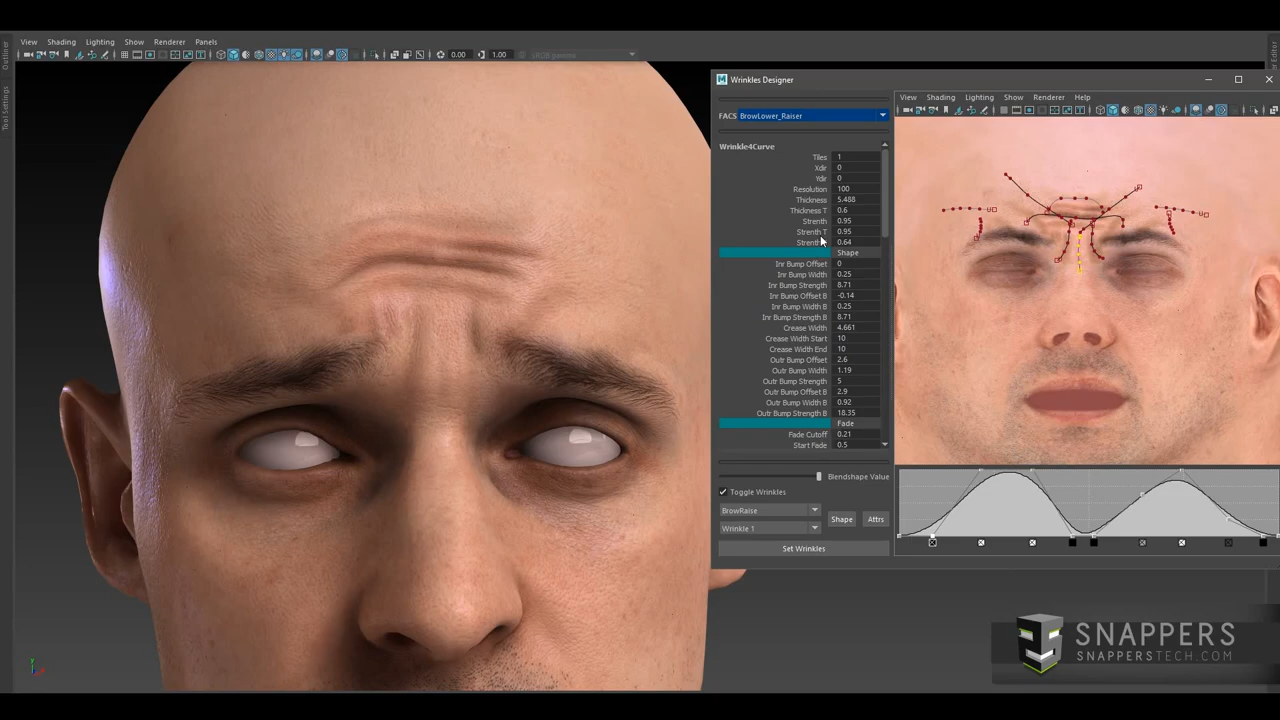 View Shading Lighting Show Renderer Panels
0.00 1.00
Outliner
Tool Settings
Wrinkles Designer
FACS BrowLower_Raiser
Wrinkle4Curve
Tiles 1
Xdir 0
Ydir 0
Resolution 100
Thickness 5.488
Thickness T 0.6
Strenth 0.95
Strenth T 0.95
Strenth 0.64
Shape
Inr Bump Offset 0
Inr Bump Width 0.25
Inr Bump Strength 8.71
Inr Bump Offset B -0.14
Inr Bump Width B 0.25
Inr Bump Strength B 8.71
Crease Width 4.661
Crease Width Start 10
Crease Width End 10
Outr Bump Offset 2.6
Outr Bump Width 1.19
Outr Bump Strength 5
Outr Bump Offset B 2.9
Outr Bump Width B 0.92
Outr Bump Strength B 18.35
Fade
Fade Cutoff 0.21
Start Fade 0.5
Blendshape Value
Toggle Wrinkles
BrowRaise
Wrinkle 1
Shape Attrs
Set Wrinkles
View Shading Lighting Show Renderer Help
SNAPPERS
SNAPPERSTECH.COM